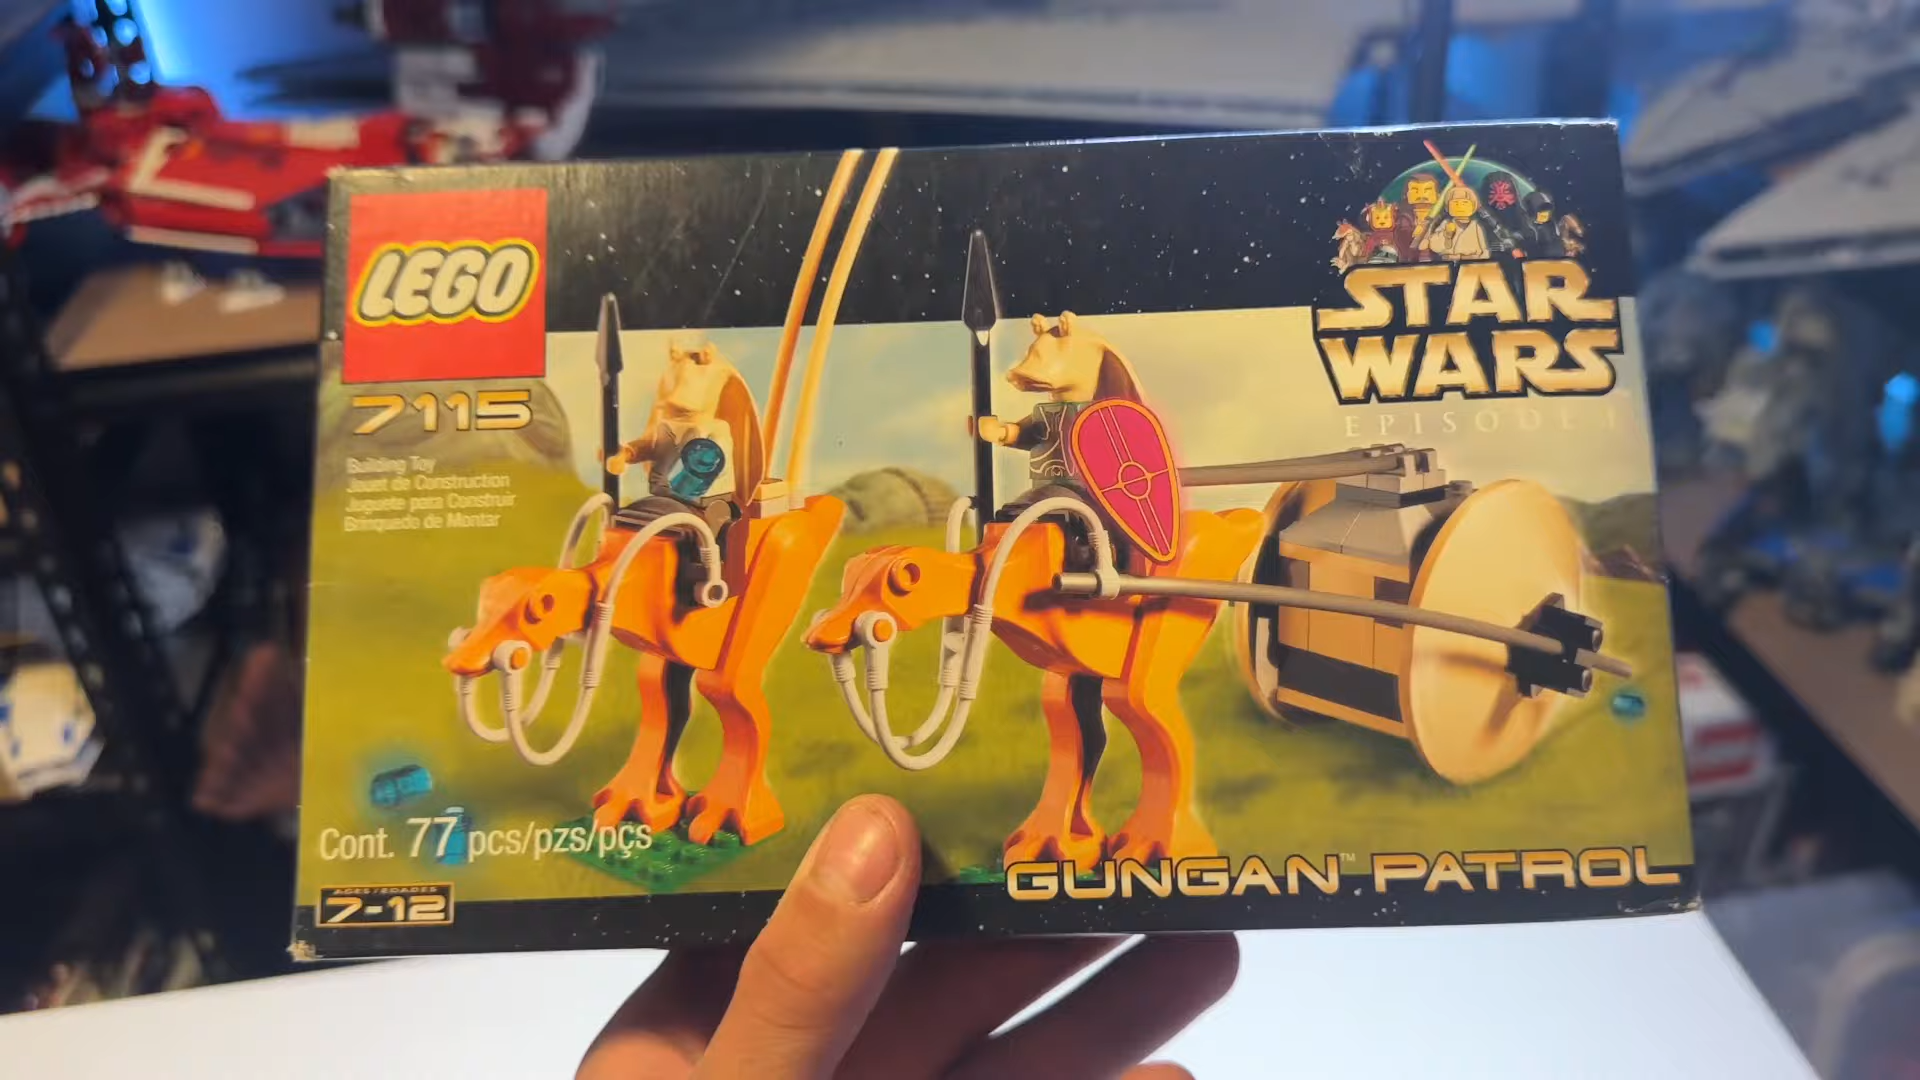 LEGO
7115
Building Toy
Jouet de Construction
Juguete para Construir
Brinquedo de Montar
STAR
WARS
EPISODE I
Cont. 77 pcs/pzs/pçs
AGES/EDADES
7-12
GUNGAN™ PATROL